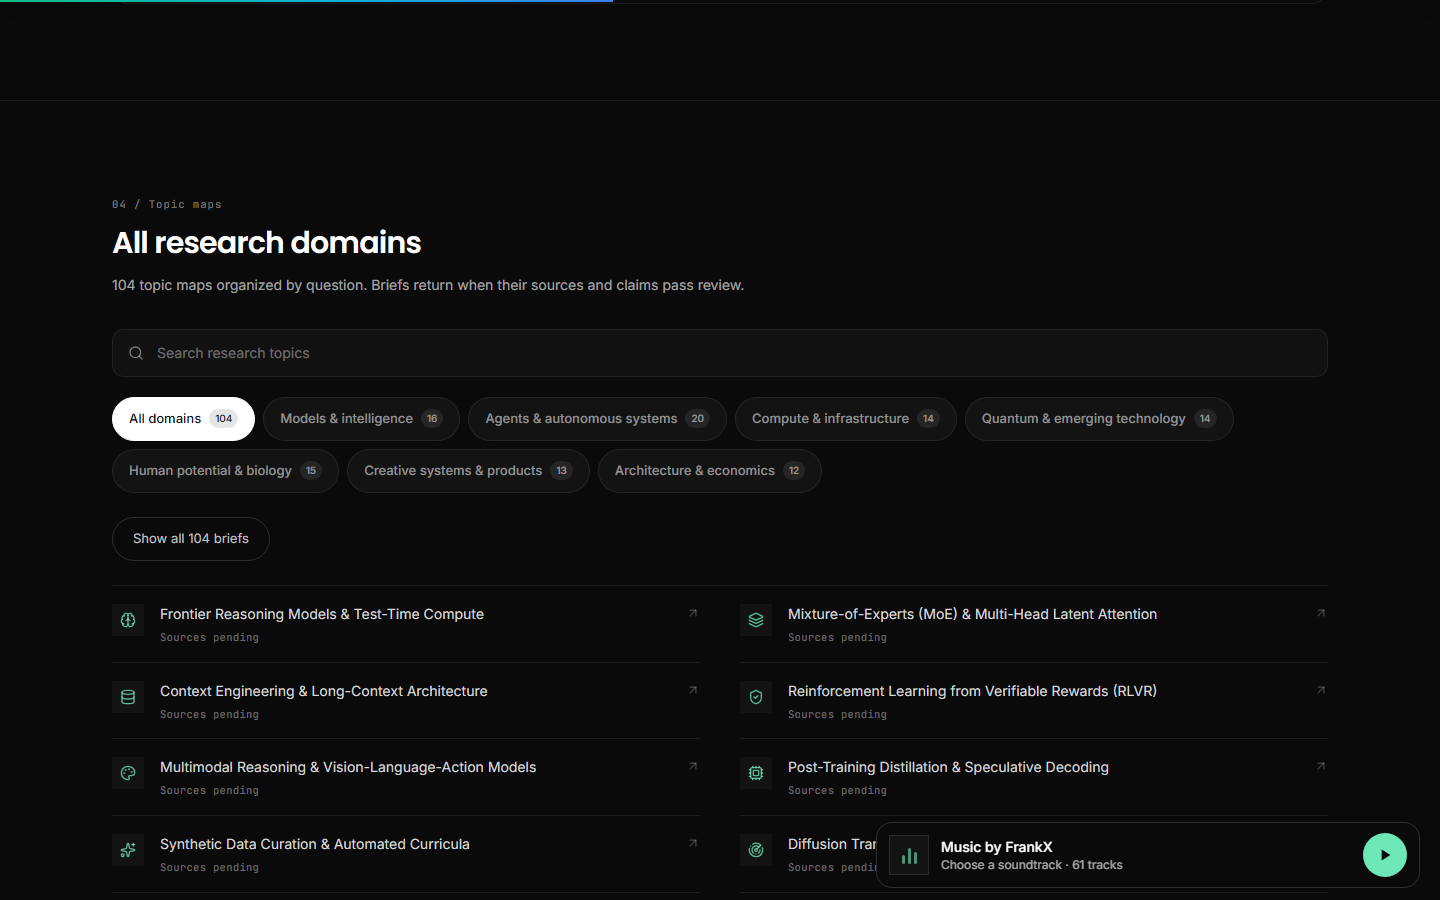 04 / Topic maps
All research domains
104 topic maps organized by question. Briefs return when their sources and claims pass review.
Search research topics
All domains 104
Models & intelligence 16
Agents & autonomous systems 20
Compute & infrastructure 14
Quantum & emerging technology 14
Human potential & biology 15
Creative systems & products 13
Architecture & economics 12
Show all 104 briefs
Frontier Reasoning Models & Test-Time Compute
Sources pending
Mixture-of-Experts (MoE) & Multi-Head Latent Attention
Sources pending
Context Engineering & Long-Context Architecture
Sources pending
Reinforcement Learning from Verifiable Rewards (RLVR)
Sources pending
Multimodal Reasoning & Vision-Language-Action Models
Sources pending
Post-Training Distillation & Speculative Decoding
Sources pending
Synthetic Data Curation & Automated Curricula
Sources pending
Diffusion
Sources
Music by FrankX
Choose a soundtrack · 61 tracks